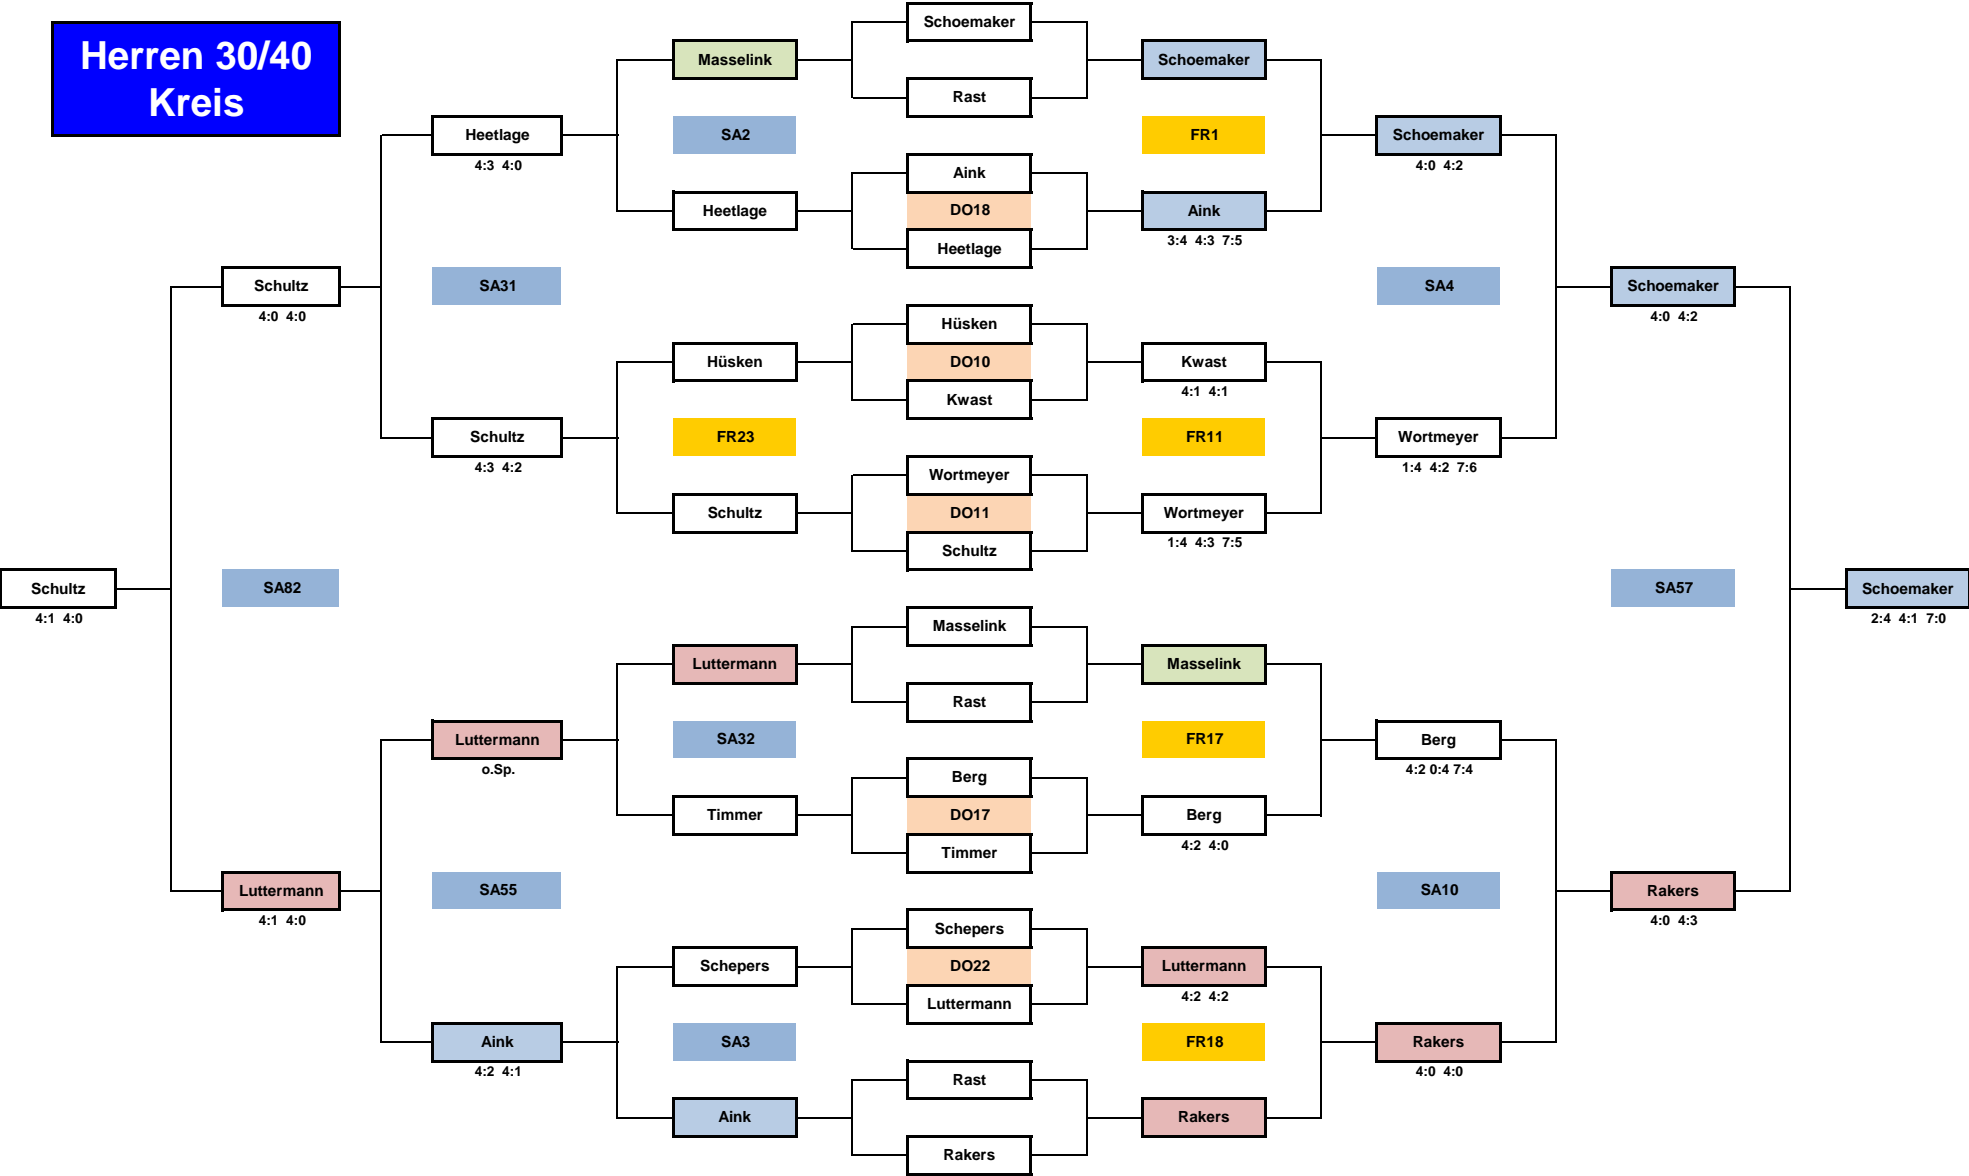 Herren 30/40
Kreis
Schultz
4:1 4:0
Schultz
4:0 4:0
SA82
Luttermann
4:1 4:0
Heetlage
4:3 4:0
SA31
Schultz
4:3 4:2
Luttermann
o.Sp.
SA55
Aink
4:2 4:1
Masselink
SA2
Heetlage
Hüsken
FR23
Schultz
Luttermann
SA32
Timmer
Schepers
SA3
Aink
Schoemaker
Rast
Aink
DO18
Heetlage
Hüsken
DO10
Kwast
Wortmeyer
DO11
Schultz
Masselink
Rast
Berg
DO17
Timmer
Schepers
DO22
Luttermann
Rast
Rakers
Schoemaker
FR1
Aink
3:4 4:3 7:5
Kwast
4:1 4:1
FR11
Wortmeyer
1:4 4:3 7:5
Masselink
FR17
Berg
4:2 4:0
Luttermann
4:2 4:2
FR18
Rakers
Schoemaker
4:0 4:2
SA4
Wortmeyer
1:4 4:2 7:6
Berg
4:2 0:4 7:4
SA10
Rakers
4:0 4:0
Schoemaker
4:0 4:2
SA57
Rakers
4:0 4:3
Schoemaker
2:4 4:1 7:0